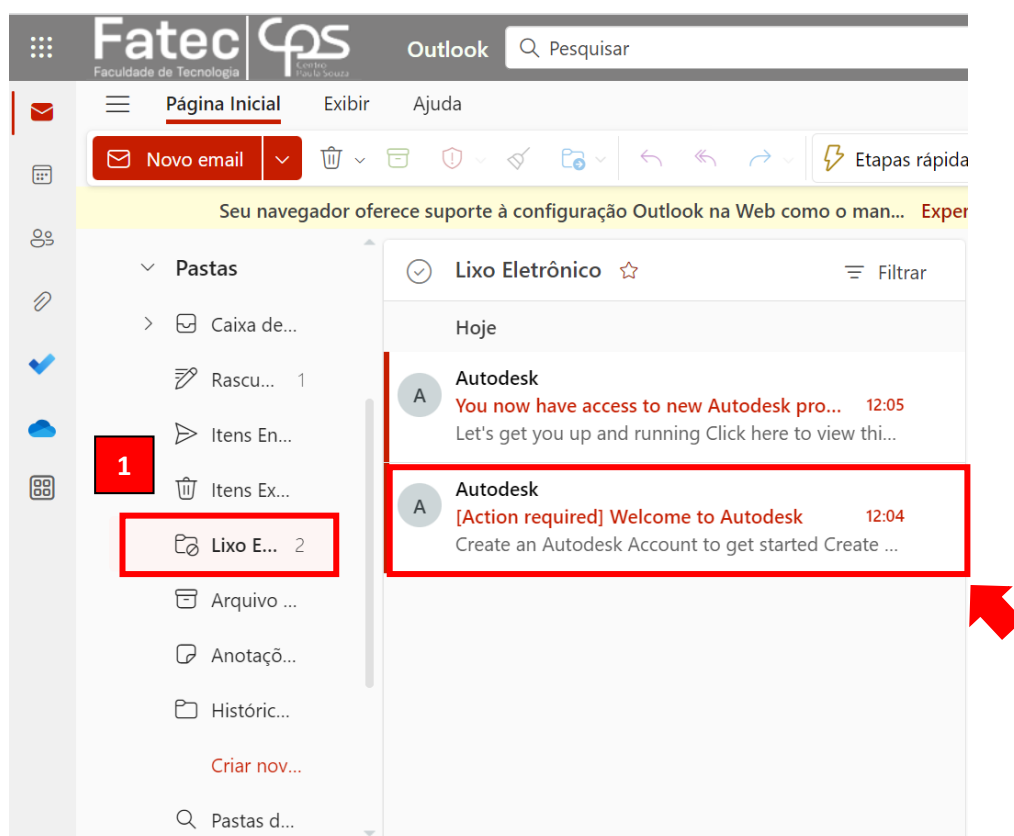 Fatec
Faculdade de Tecnologia
CPS
Centro
Paula Souza
Outlook
Pesquisar
Página Inicial Exibir Ajuda
Novo email
Etapas rápida
Seu navegador oferece suporte à configuração Outlook na Web como o man... Exper
Pastas
Caixa de...
Rascu... 1
Itens En...
1
Itens Ex...
Lixo E... 2
Arquivo ...
Anotaçõ...
Históric...
Criar nov...
Pastas d...
Lixo Eletrônico
Filtrar
Hoje
A
Autodesk
You now have access to new Autodesk pro... 12:05
Let's get you up and running Click here to view thi...
A
Autodesk
[Action required] Welcome to Autodesk 12:04
Create an Autodesk Account to get started Create ...